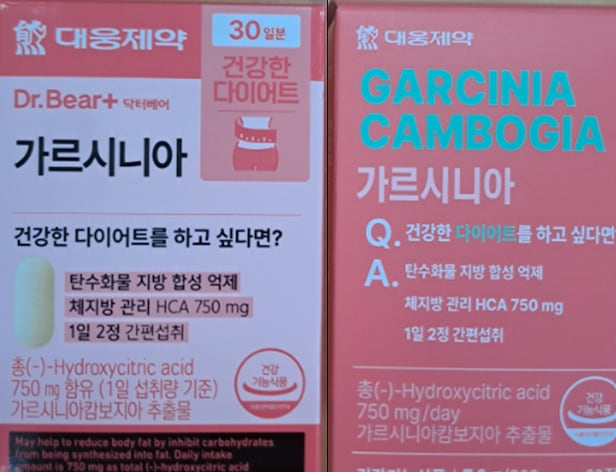 대웅제약
30일분
건강한
다이어트
Dr.Bear+ 닥터베어
가르시니아
건강한 다이어트를 하고 싶다면?
탄수화물 지방 합성 억제
체지방 관리 HCA 750 mg
1일 2정 간편섭취
총(-)-Hydroxycitric acid
750 mg 함유 (1일 섭취량 기준)
가르시니아캄보지아 추출물
건강
기능식품
May help to reduce body fat by inhibit carbohydrates
from being synthesized into fat. Daily intake
amount is 750 mg as total (-)-hydroxycitric acid
대웅제약
GARCINIA
CAMBOGIA
가르시니아
Q. 건강한 다이어트를 하고 싶다면
A. 탄수화물 지방 합성 억제
체지방 관리 HCA 750 mg
1일 2정 간편섭취
총(-)-Hydroxycitric acid
750 mg/day
가르시니아캄보지아 추출물
건강
기능식품